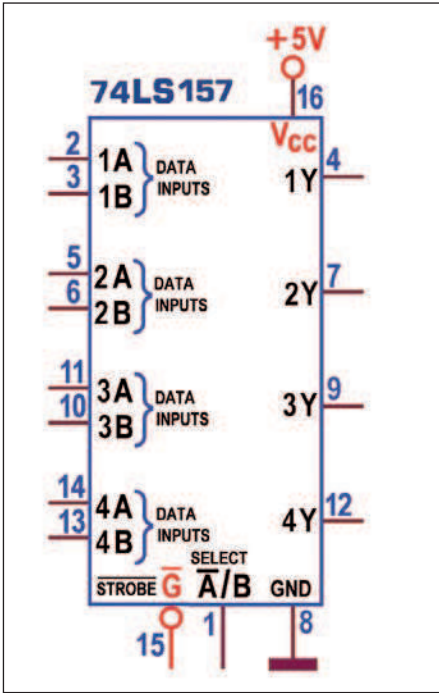 +5V
74LS157
16
VCC
2 1A DATA
3 1B INPUTS
1Y 4
5 2A DATA
6 2B INPUTS
2Y 7
11 3A DATA
10 3B INPUTS
3Y 9
14 4A DATA
13 4B INPUTS
4Y 12
SELECT
S̅T̅R̅O̅B̅E̅ G̅ A̅/B GND
15 1 8